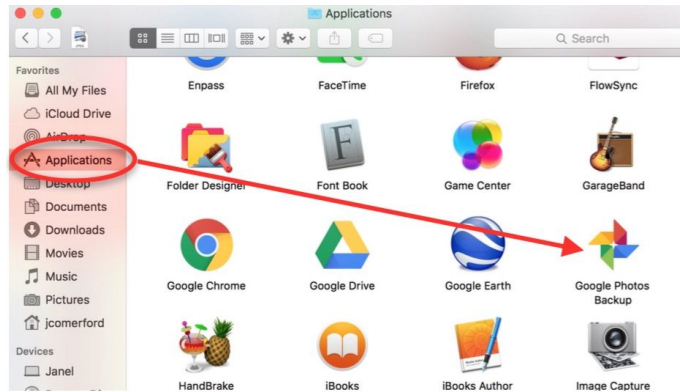 Applications
Search
Favorites
All My Files
iCloud Drive
AirDrop
Applications
Desktop
Documents
Downloads
Movies
Music
Pictures
jcomerford
Devices
Janel
Enpass
FaceTime
Firefox
FlowSync
Folder Designer
Font Book
Game Center
GarageBand
Google Chrome
Google Drive
Google Earth
Google Photos
Backup
HandBrake
iBooks
iBooks Author
Image Capture